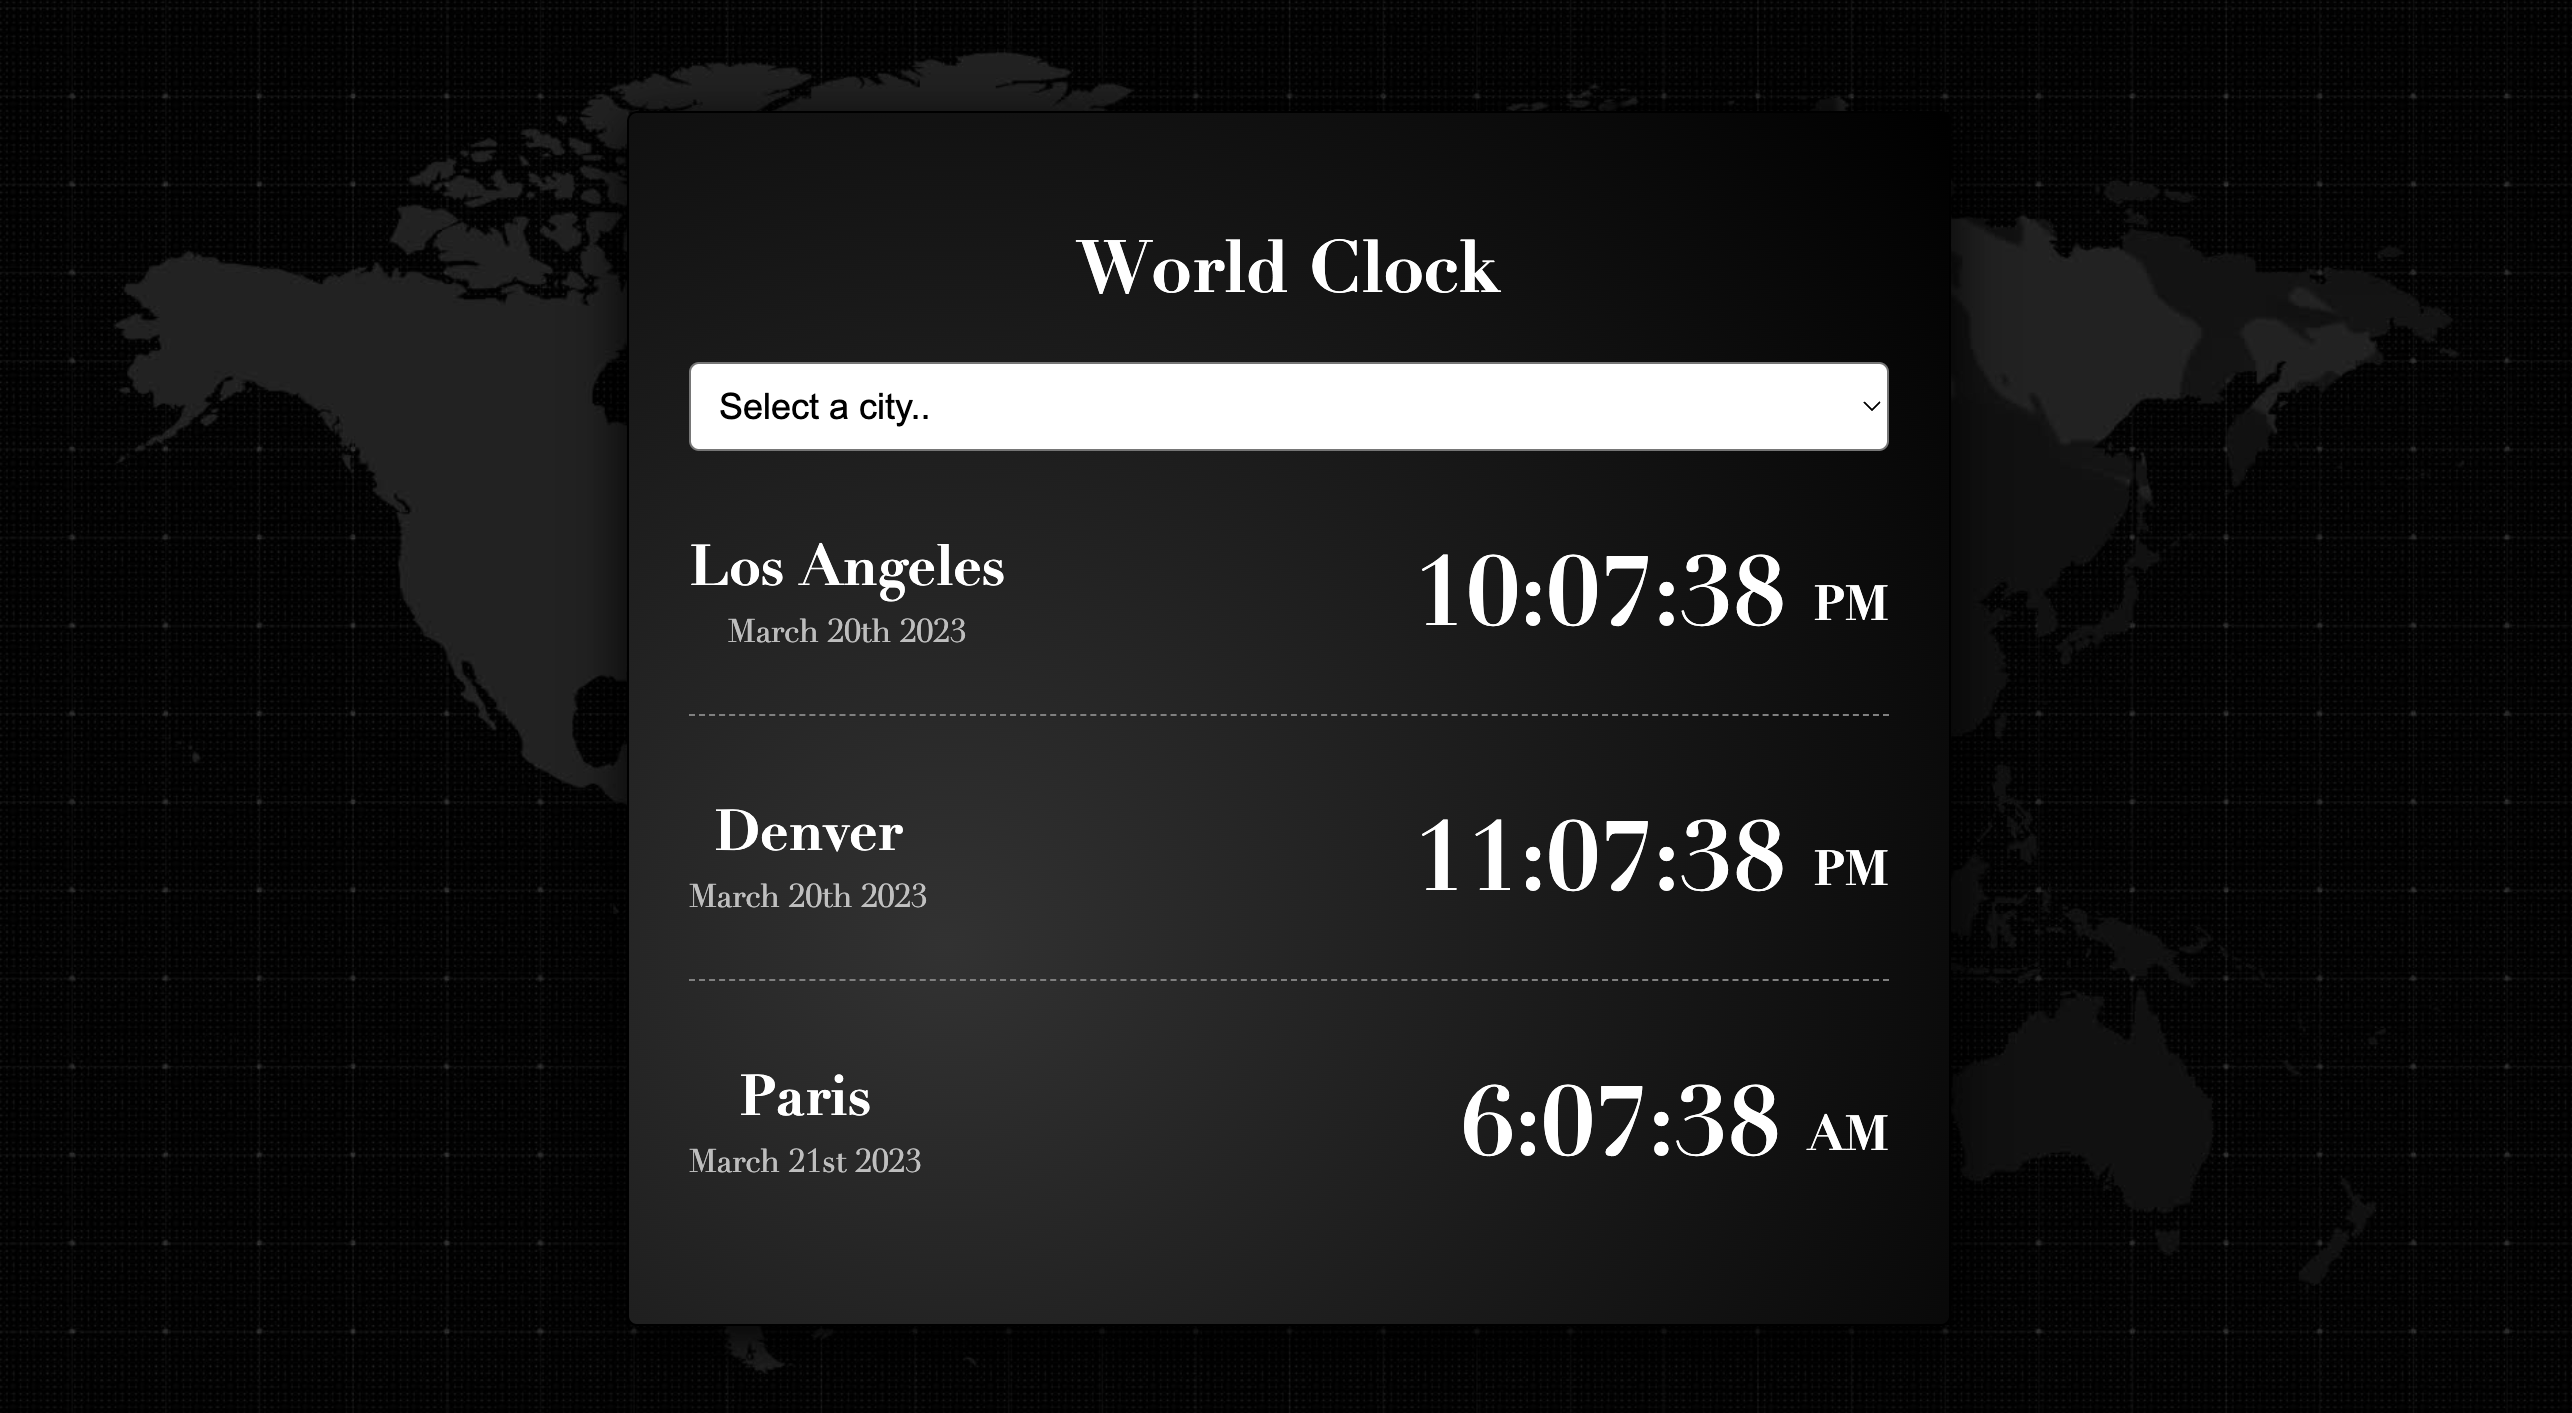 World Clock
Select a city..
Los Angeles
March 20th 2023
10:07:38 PM
Denver
March 20th 2023
11:07:38 PM
Paris
March 21st 2023
6:07:38 AM